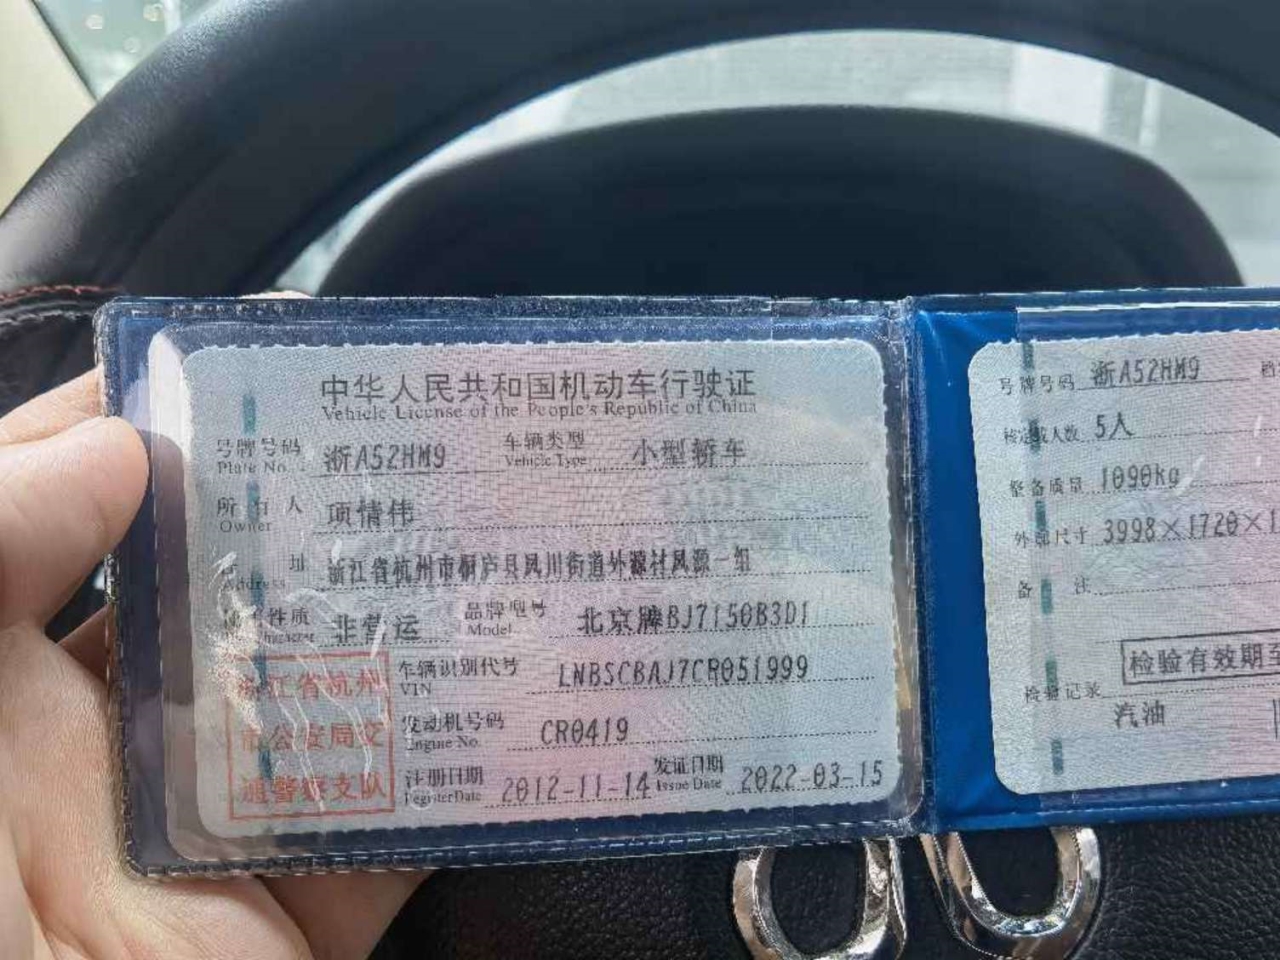 中华人民共和国机动车行驶证
Vehicle License of the People's Republic of China
号牌号码 浙A52HM9 车辆类型 小型轿车
Plate No. Vehicle Type
所有人 项情伟
Owner
址 浙江省杭州市桐庐县凤川街道外源村凤源一组
Address
性质 非营运 品牌型号 北京牌BJ7150B3D1
Character Model
车辆识别代号 LNBSCBAJ7CR051999
VIN
发动机号码 CR0419
Engine No.
注册日期 2012-11-14 发证日期 2022-03-15
Register Date Issue Date
浙江省杭州
市公安局交
通警察支队
号牌号码 浙A52HM9
核定载人数 5人
整备质量 1090kg
外廓尺寸 3998×1720×1
备注
检验有效期至
检验记录
汽油